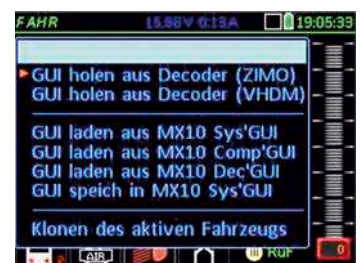 FAHR 15.88V 0.13A 19:05:33
GUI holen aus Decoder (ZIMO)
GUI holen aus Decoder (VHDM)
GUI laden aus MX10 Sys'GUI
GUI laden aus MX10 Comp'GUI
GUI laden aus MX10 Dec'GUI
GUI speich in MX10 Sys'GUI
Klonen des aktiven Fahrzeugs
2 AIR Ruf 0